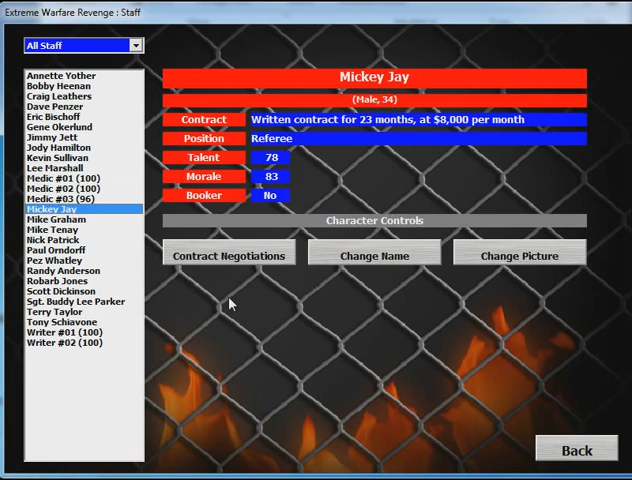 Extreme Warfare Revenge : Staff
All Staff
Annette Yother
Bobby Heenan
Craig Leathers
Dave Penzer
Eric Bischoff
Gene Okerlund
Jimmy Jett
Jody Hamilton
Kevin Sullivan
Lee Marshall
Medic #01 (100)
Medic #02 (100)
Medic #03 (96)
Mickey Jay
Mike Graham
Mike Tenay
Nick Patrick
Paul Orndorff
Pez Whatley
Randy Anderson
Robarb Jones
Scott Dickinson
Sgt. Buddy Lee Parker
Terry Taylor
Tony Schiavone
Writer #01 (100)
Writer #02 (100)
Mickey Jay
(Male, 34)
Contract Written contract for 23 months, at $8,000 per month
Position Referee
Talent 78
Morale 83
Booker No
Character Controls
Contract Negotiations Change Name Change Picture
Back